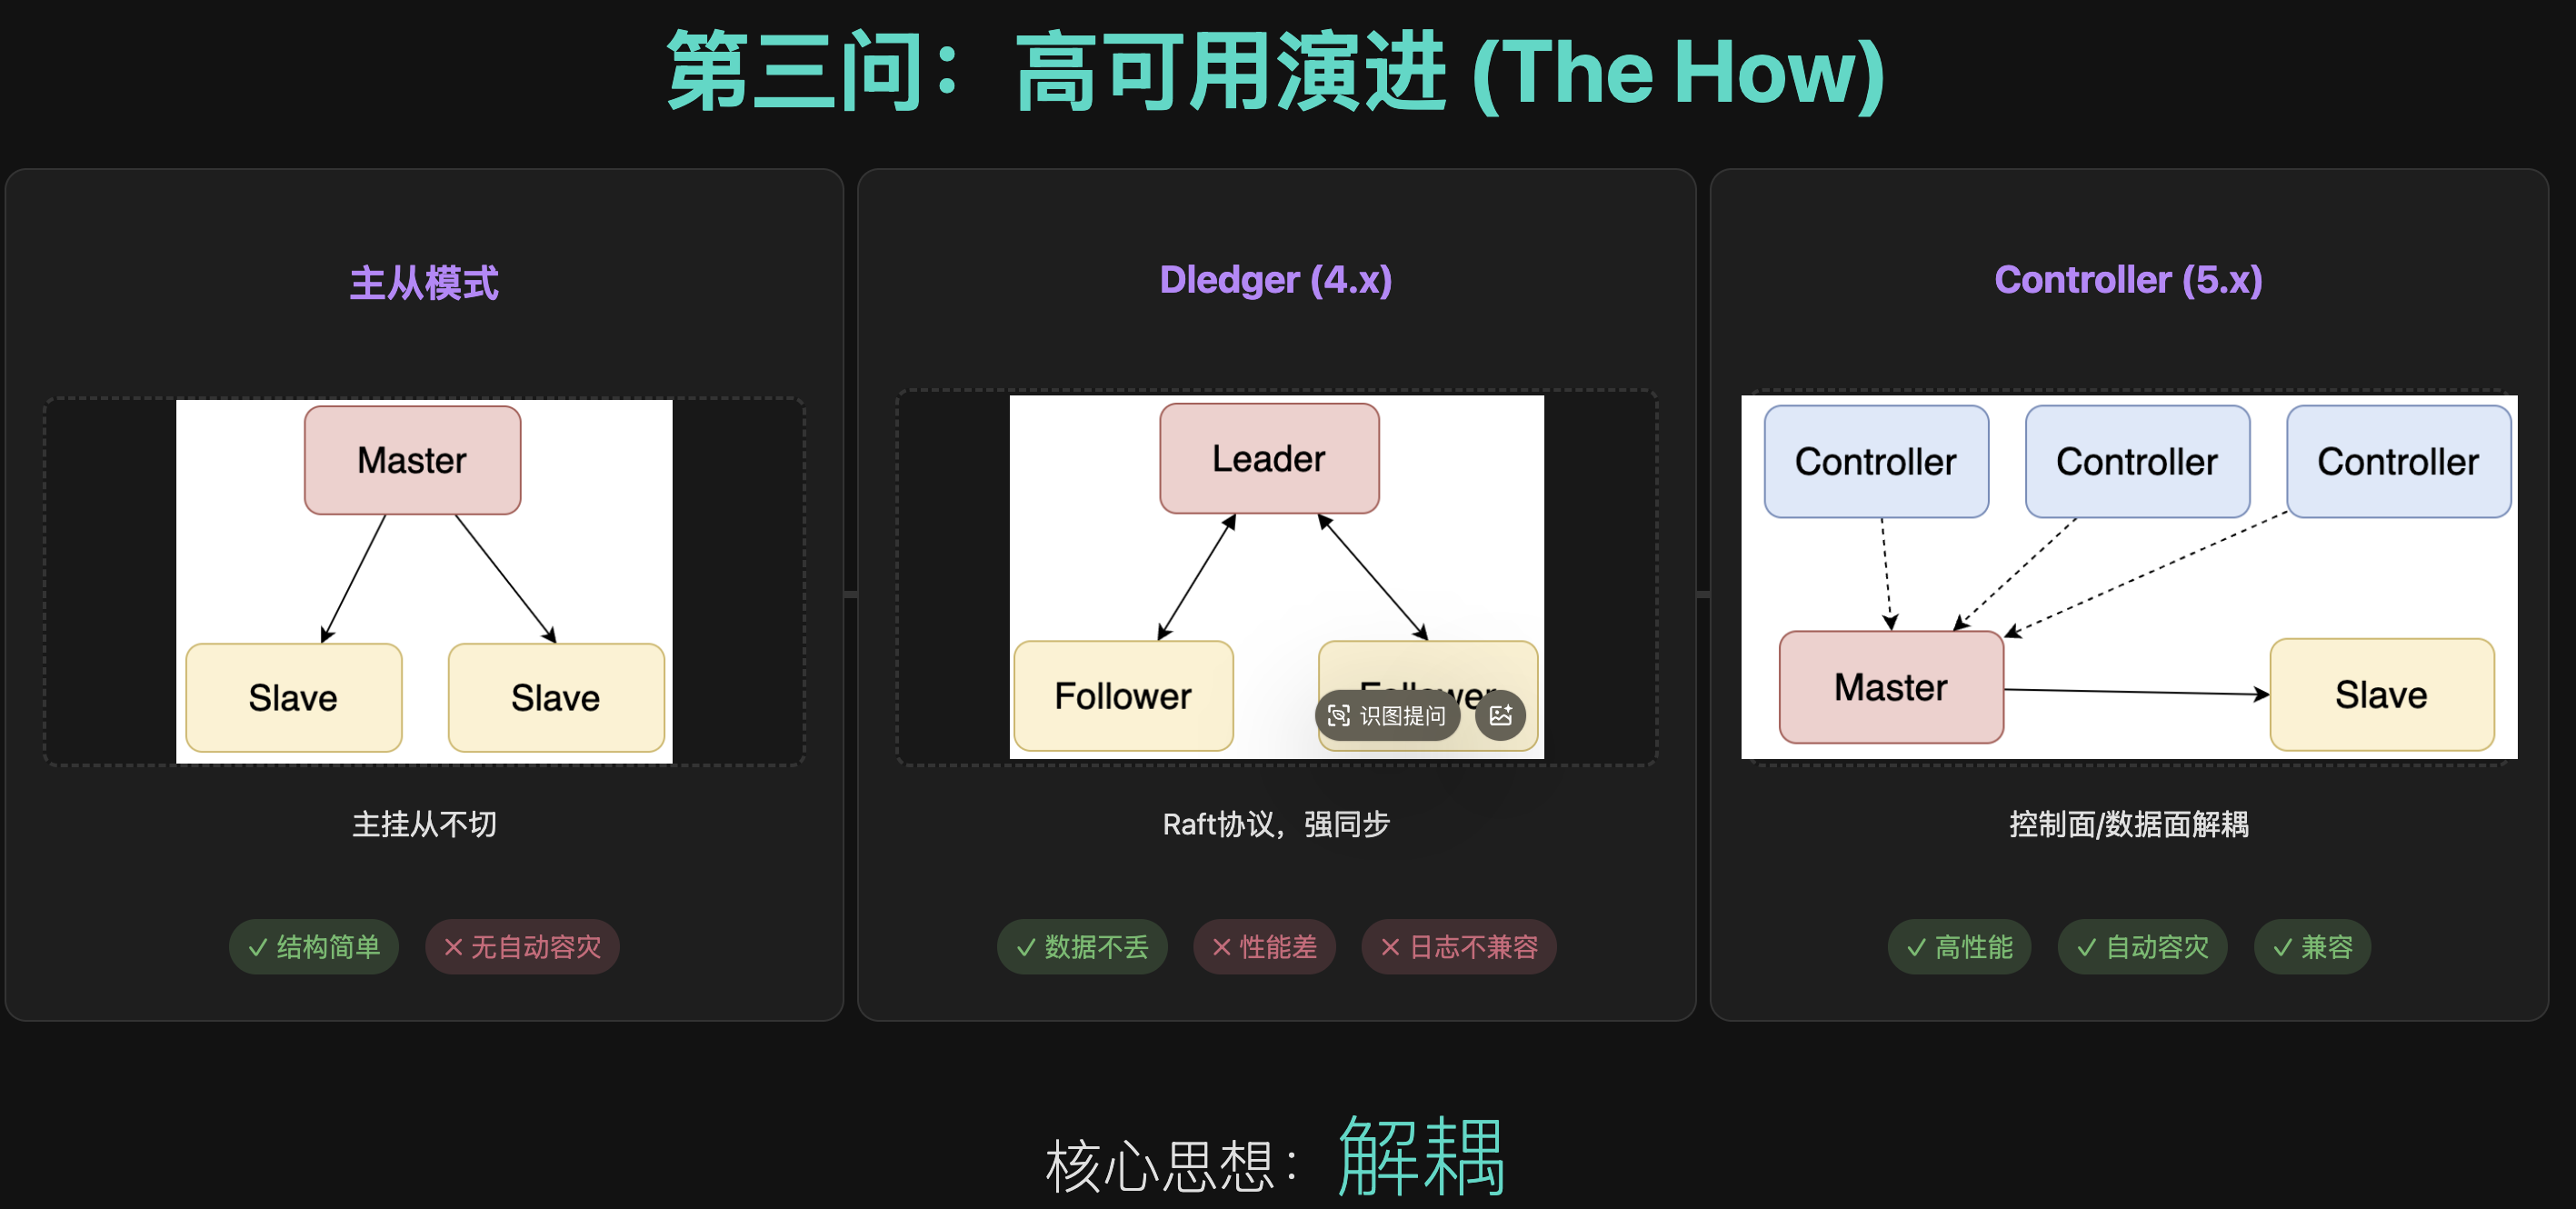 第三问：高可用演进 (The How)
主从模式
Master
Slave
Slave
主挂从不切
✓ 结构简单
✕ 无自动容灾
Dledger (4.x)
Leader
Follower
Follower
识图提问
Raft协议，强同步
✓ 数据不丢
✕ 性能差
✕ 日志不兼容
Controller (5.x)
Controller
Controller
Controller
Master
Slave
控制面/数据面解耦
✓ 高性能
✓ 自动容灾
✓ 兼容
核心思想：解耦